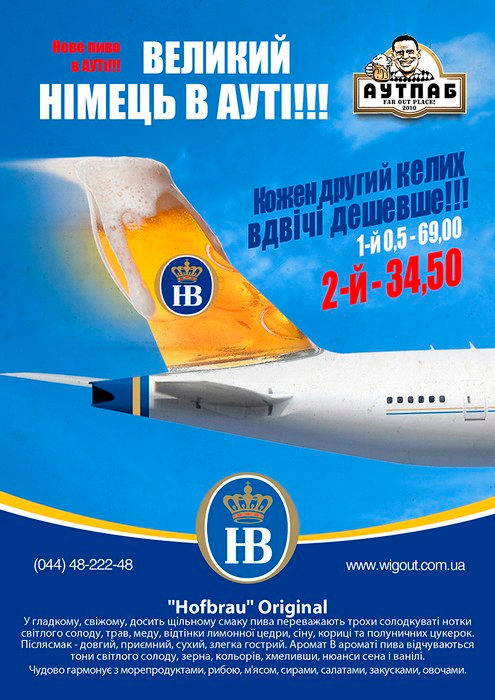 Нове пиво
в АУТі!!!
ВЕЛИКИЙ
НІМЕЦЬ В АУТІ!!!
АУТПАБ
FAR OUT PLACE!
2010
Кожен другий келих
вдвічі дешевше!!!
1-й 0,5 - 69,00
2-й - 34,50
HB
HB
(044) 48-222-48
www.wigout.com.ua
"Hofbrau" Original
У гладкому, свіжому, досить щільному смаку пива переважають трохи солодкуваті нотки
світлого солоду, трав, меду, відтінки лимонної цедри, сіну, кориці та полуничних цукерок.
Післясмак - довгий, приємний, сухий, злегка гострий. Аромат В ароматі пива відчуваються
тони світлого солоду, зерна, кольорів, хмеливши, нюанси сена і ванілі.
Чудово гармонює з морепродуктами, рибою, м'ясом, сирами, салатами, закусками, овочами.